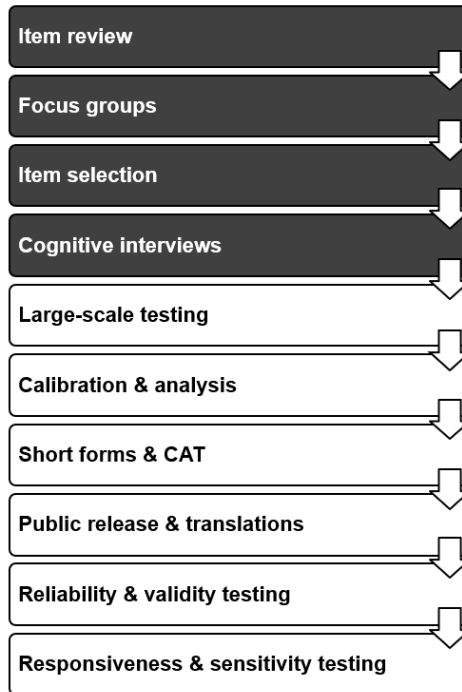 Item review
Focus groups
Item selection
Cognitive interviews
Large-scale testing
Calibration & analysis
Short forms & CAT
Public release & translations
Reliability & validity testing
Responsiveness & sensitivity testing